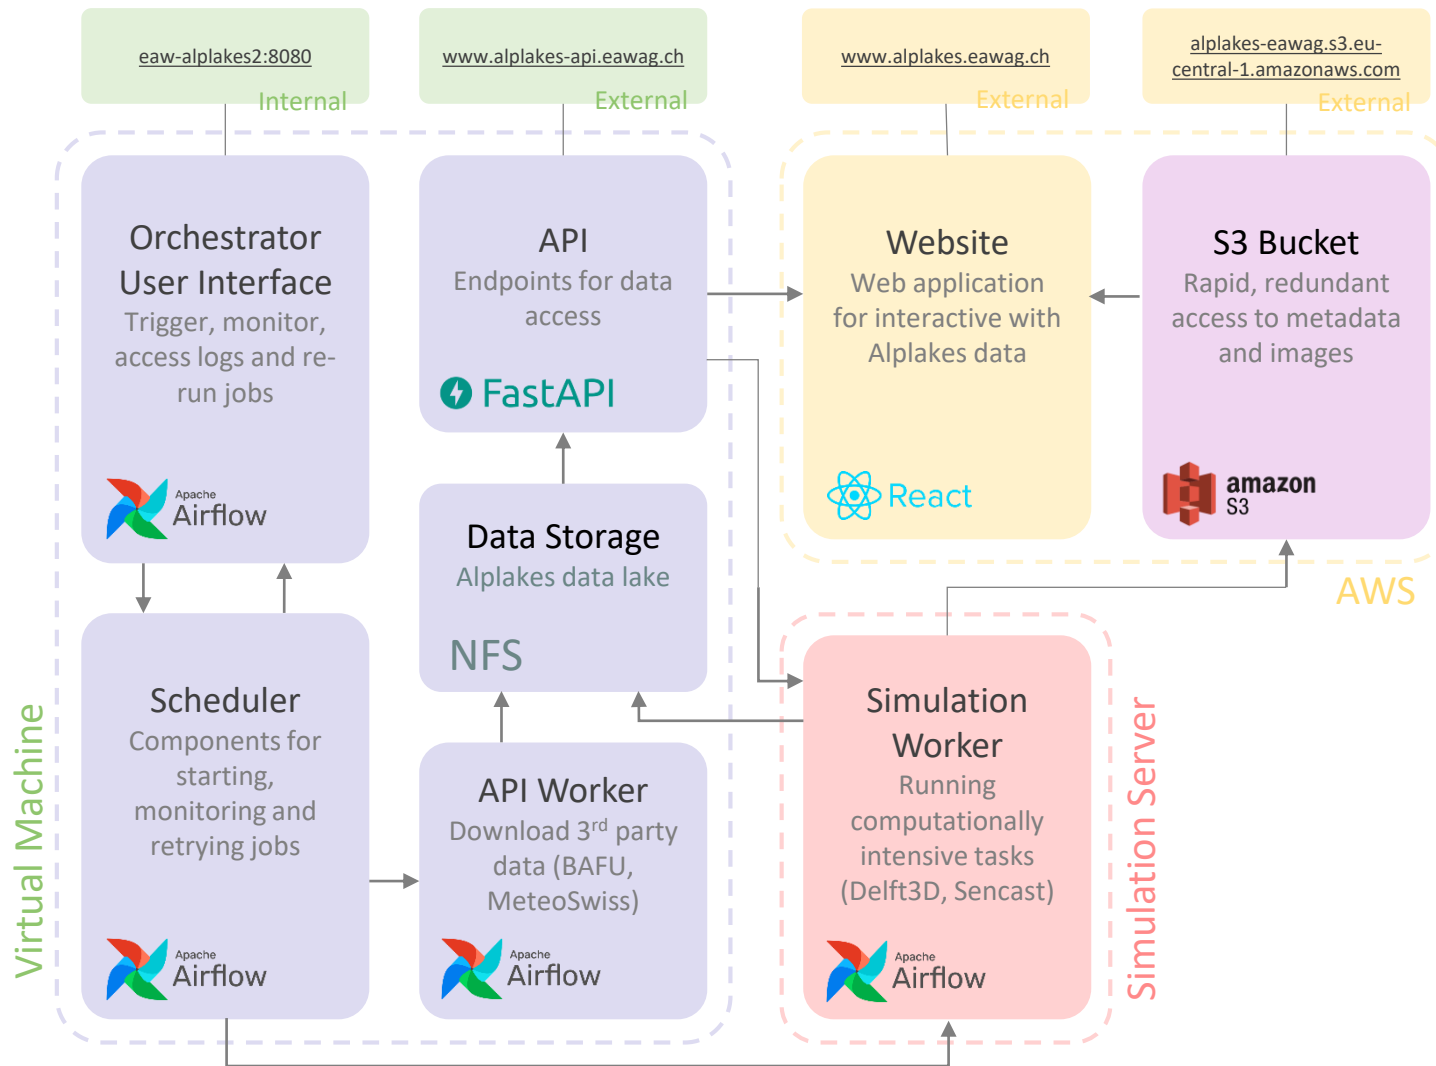 eaw-alplakes2:8080
Internal
www.alplakes-api.eawag.ch
External
www.alplakes.eawag.ch
External
alplakes-eawag.s3.eu-
central-1.amazonaws.com
External
Orchestrator
User Interface
Trigger, monitor,
access logs and re-
run jobs
Apache
Airflow
API
Endpoints for data
access
FastAPI
Website
Web application
for interactive with
Alplakes data
React
S3 Bucket
Rapid, redundant
access to metadata
and images
amazon
S3
AWS
Data Storage
Alplakes data lake
NFS
Scheduler
Components for
starting,
monitoring and
retrying jobs
Apache
Airflow
API Worker
Download 3rd party
data (BAFU,
MeteoSwiss)
Apache
Airflow
Simulation
Worker
Running
computationally
intensive tasks
(Delft3D, Sencast)
Apache
Airflow
Virtual Machine
Simulation Server